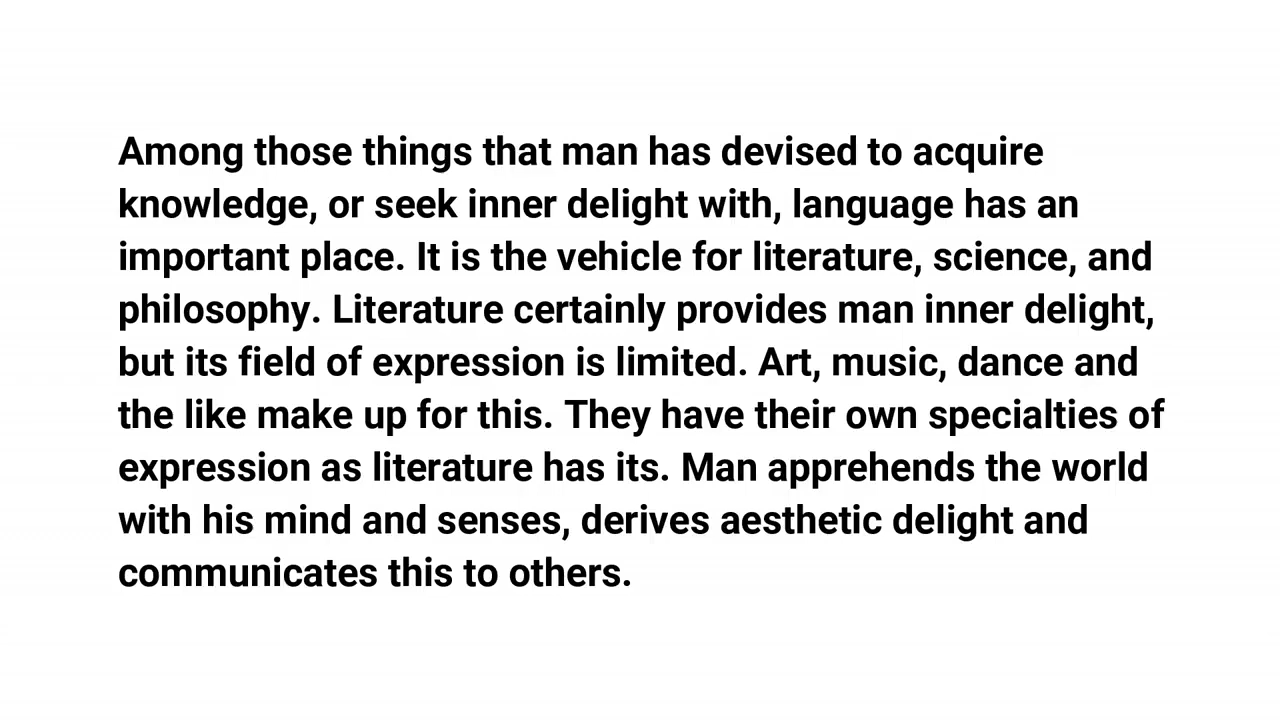 Among those things that man has devised to acquire
knowledge, or seek inner delight with, language has an
important place. It is the vehicle for literature, science, and
philosophy. Literature certainly provides man inner delight,
but its field of expression is limited. Art, music, dance and
the like make up for this. They have their own specialties of
expression as literature has its. Man apprehends the world
with his mind and senses, derives aesthetic delight and
communicates this to others.